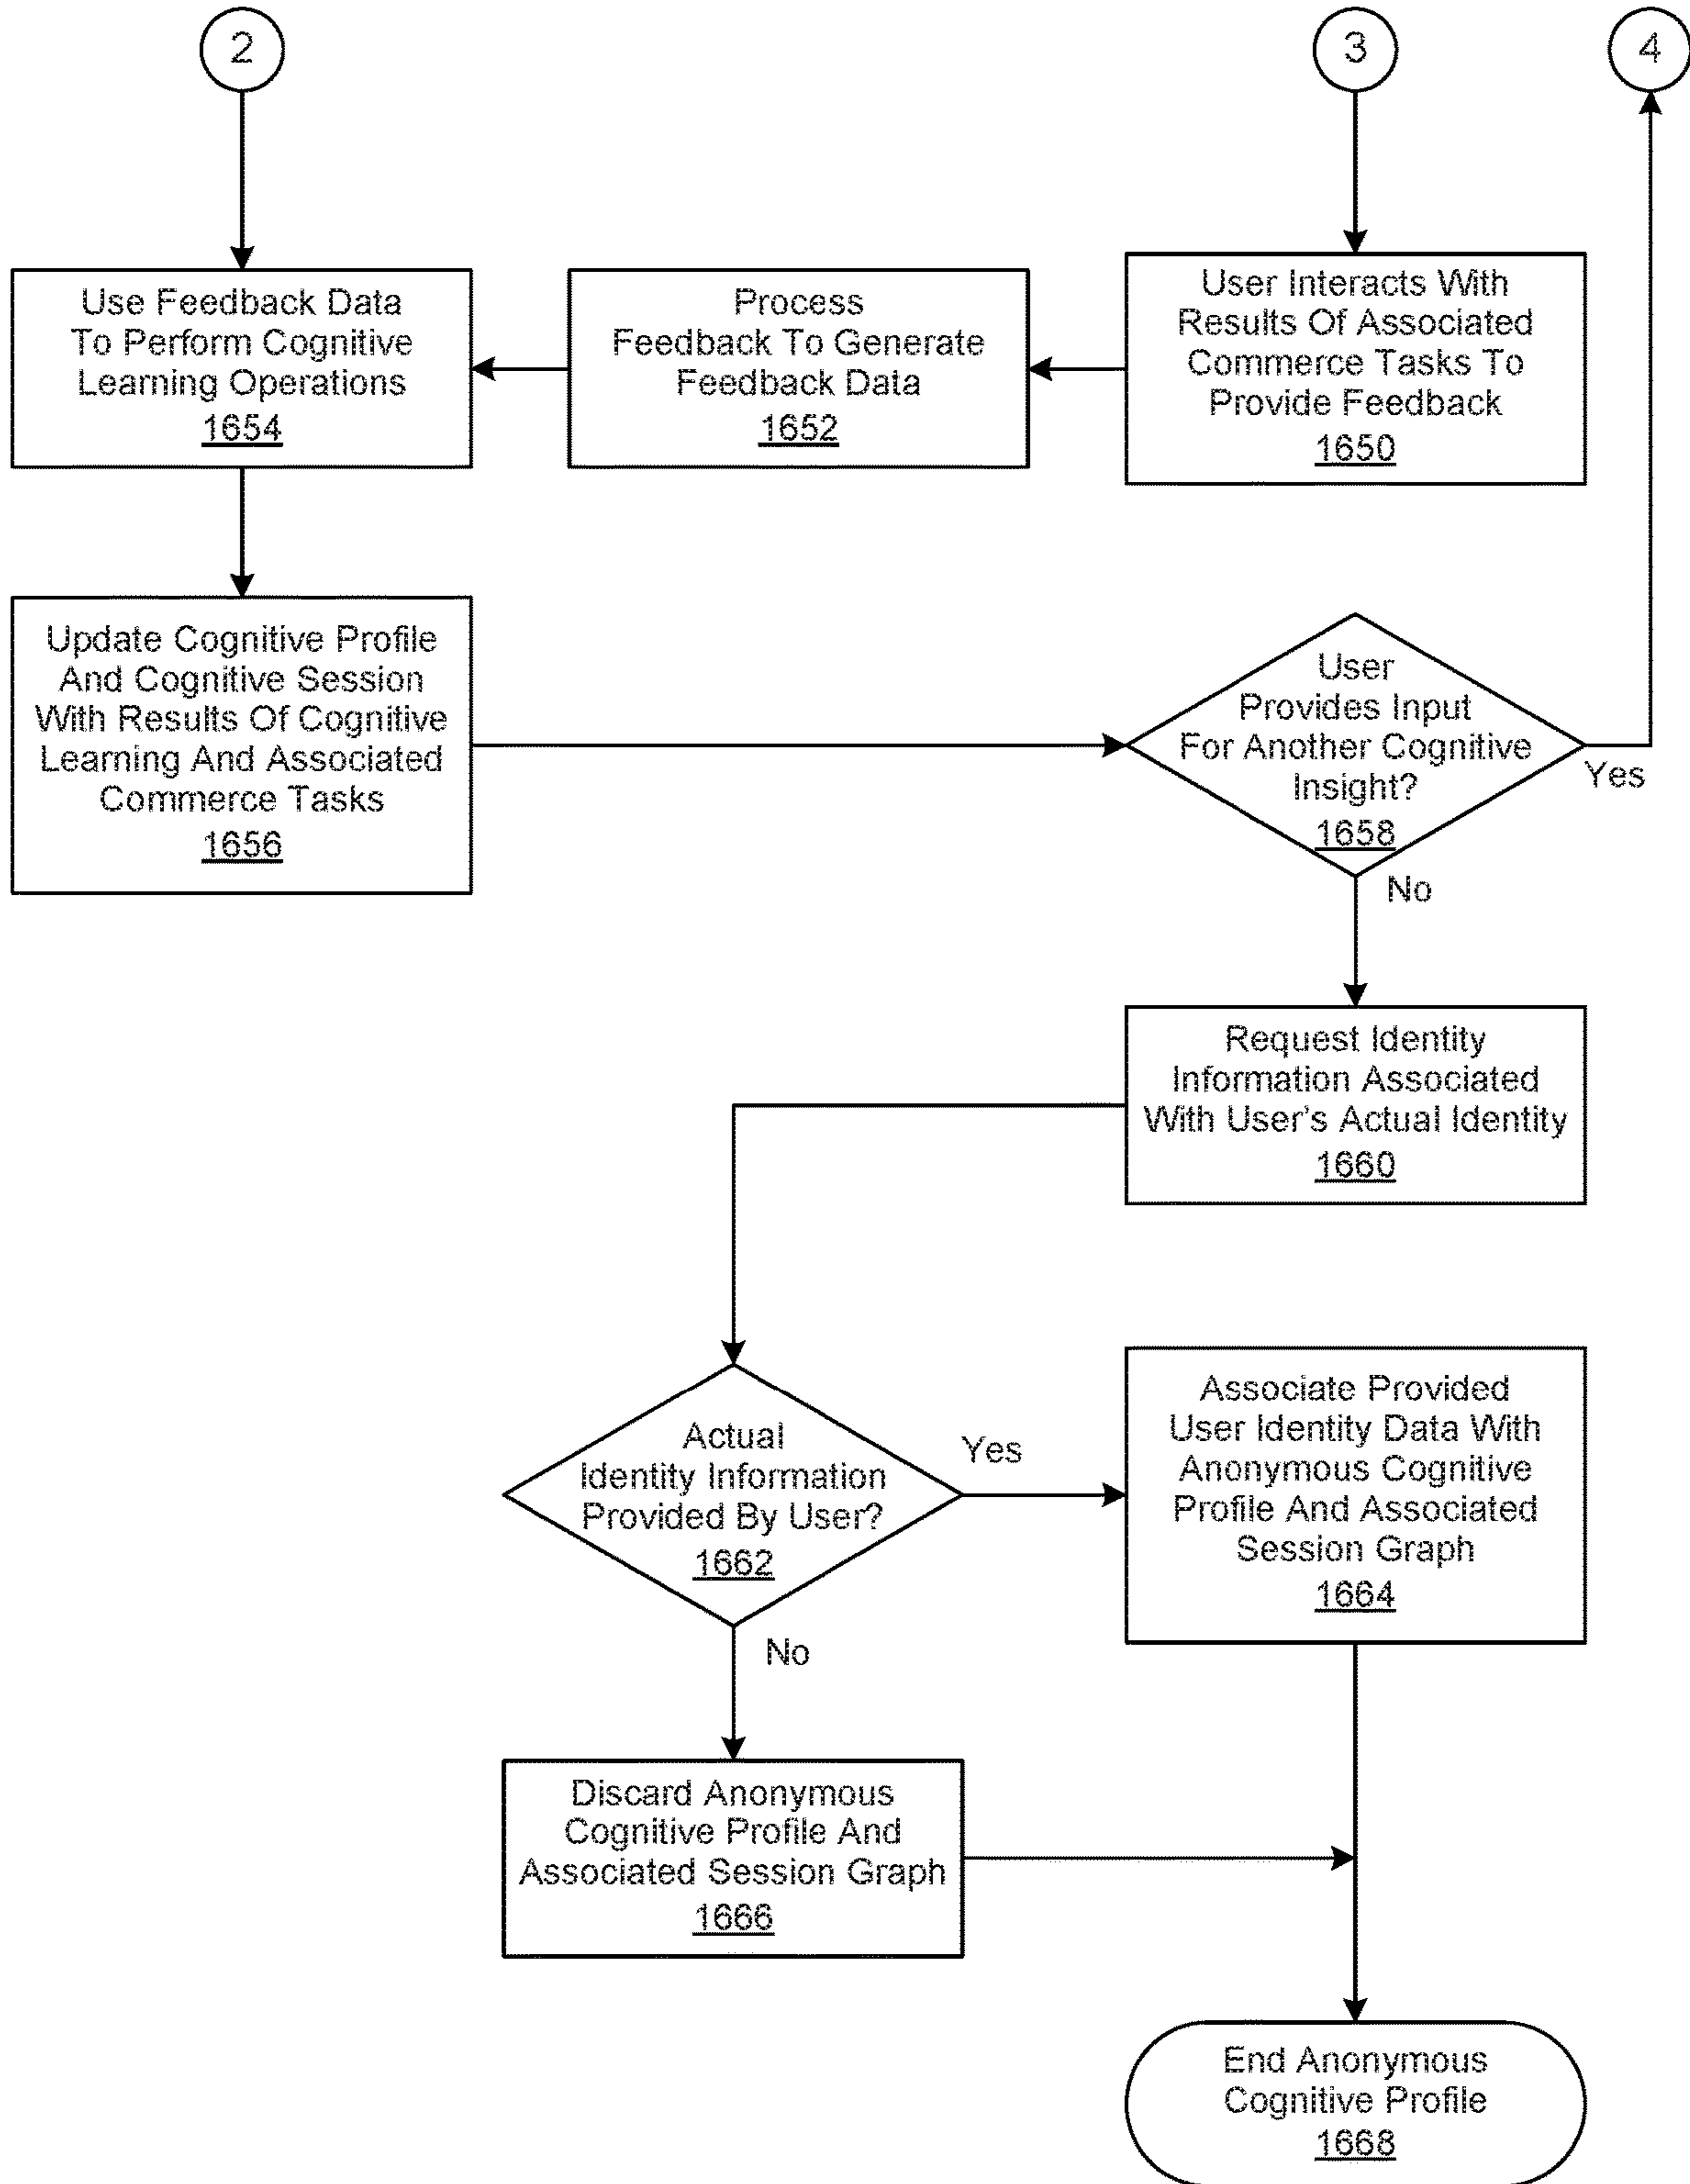 2
3
4
Use Feedback Data
To Perform Cognitive
Learning Operations
1654
Process
Feedback To Generate
Feedback Data
1652
User Interacts With
Results Of Associated
Commerce Tasks To
Provide Feedback
1650
Update Cognitive Profile
And Cognitive Session
With Results Of Cognitive
Learning And Associated
Commerce Tasks
1656
User
Provides Input
For Another Cognitive
Insight?
1658
Yes
No
Request Identity
Information Associated
With User's Actual Identity
1660
Actual
Identity Information
Provided By User?
1662
Yes
No
Associate Provided
User Identity Data With
Anonymous Cognitive
Profile And Associated
Session Graph
1664
Discard Anonymous
Cognitive Profile And
Associated Session Graph
1666
End Anonymous
Cognitive Profile
1668